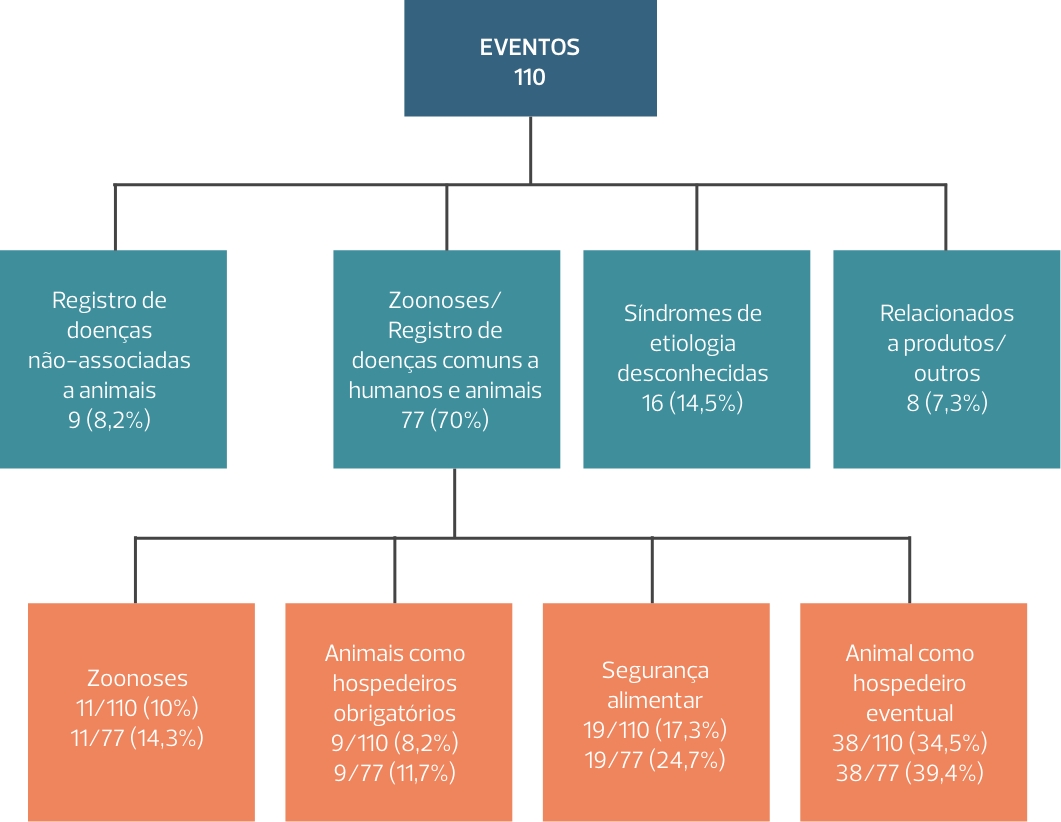 EVENTOS
110
Registro de
doenças
não-associadas
a animais
9 (8,2%)
Zoonoses/
Registro de
doenças comuns a
humanos e animais
77 (70%)
Síndromes de
etiologia
desconhecidas
16 (14,5%)
Relacionados
a produtos/
outros
8 (7,3%)
Zoonoses
11/110 (10%)
11/77 (14,3%)
Animais como
hospedeiros
obrigatórios
9/110 (8,2%)
9/77 (11,7%)
Segurança
alimentar
19/110 (17,3%)
19/77 (24,7%)
Animal como
hospedeiro
eventual
38/110 (34,5%)
38/77 (39,4%)